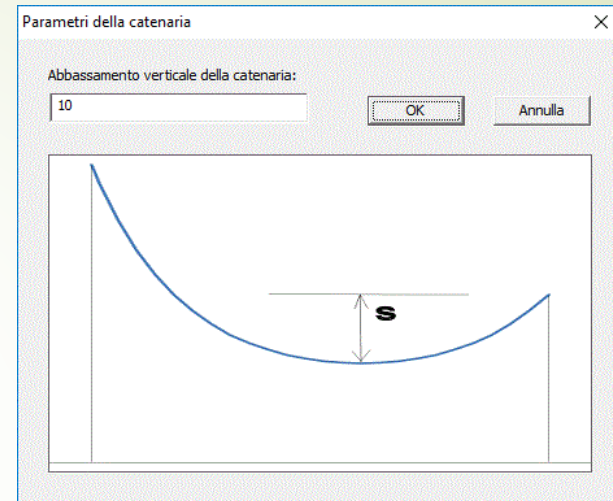 Parametri della catenaria
Abbassamento verticale della catenaria:
10
OK
Annulla
s